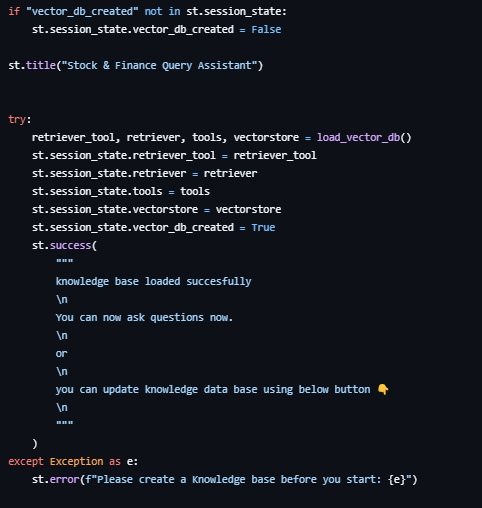 if "vector_db_created" not in st.session_state:
    st.session_state.vector_db_created = False
st.title("Stock & Finance Query Assistant")
try:
    retriever_tool, retriever, tools, vectorstore = load_vector_db()
    st.session_state.retriever_tool = retriever_tool
    st.session_state.retriever = retriever
    st.session_state.tools = tools
    st.session_state.vectorstore = vectorstore
    st.session_state.vector_db_created = True
    st.success(
        """
        knowledge base loaded succesfully
        \n
        You can now ask questions now.
        \n
        or
        \n
        you can update knowledge data base using below button 👇
        \n
        """
    )
except Exception as e:
    st.error(f"Please create a Knowledge base before you start: {e}")